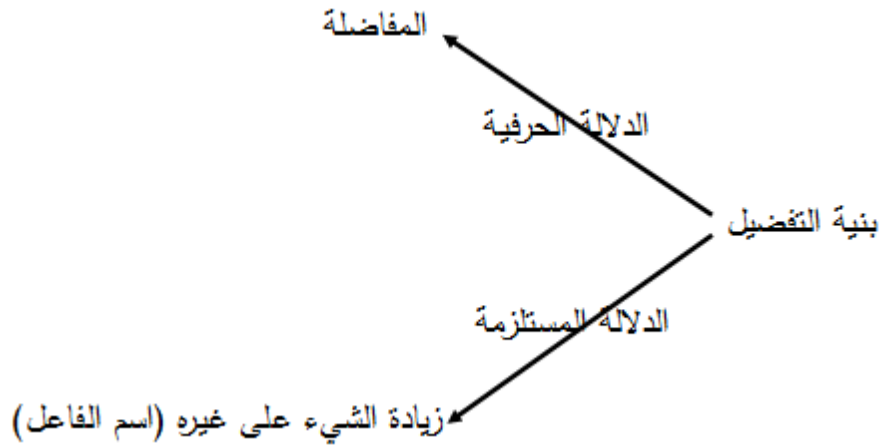 المفاضلة
الدلالة الحرفية
بنية التفضيل
الدلالة المستلزمة
زيادة الشيء على غيره (اسم الفاعل)